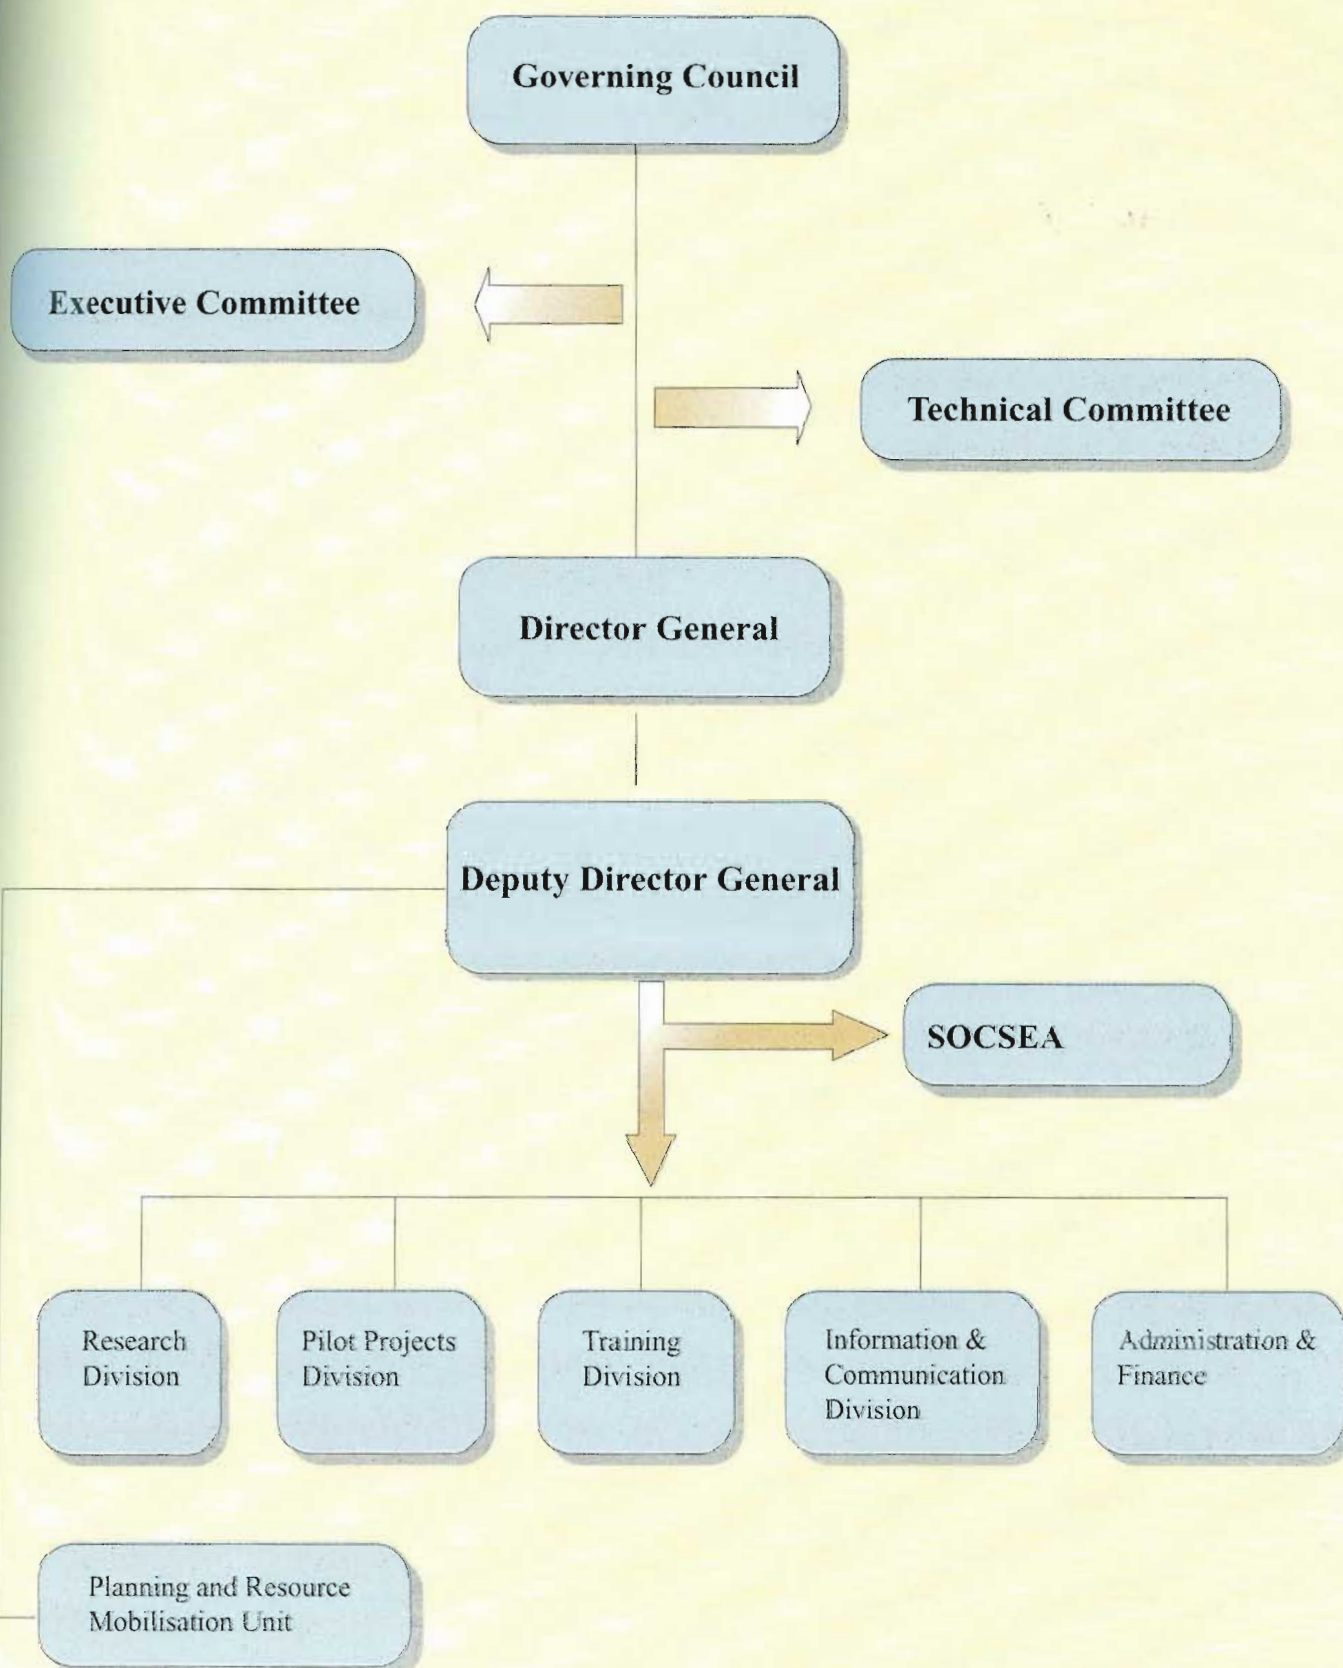 Governing Council
Executive Committee
Technical Committee
Director General
Deputy Director General
SOCSEA
Research
Division
Pilot Projects
Division
Training
Division
Information &
Communication
Division
Administration &
Finance
Planning and Resource
Mobilisation Unit